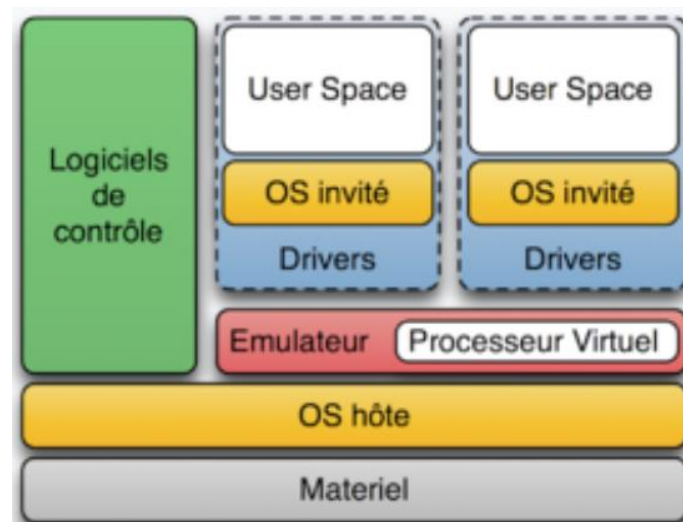 Logiciels
de
contrôle
User Space
OS invité
Drivers
User Space
OS invité
Drivers
Emulateur
Processeur Virtuel
OS hôte
Materiel